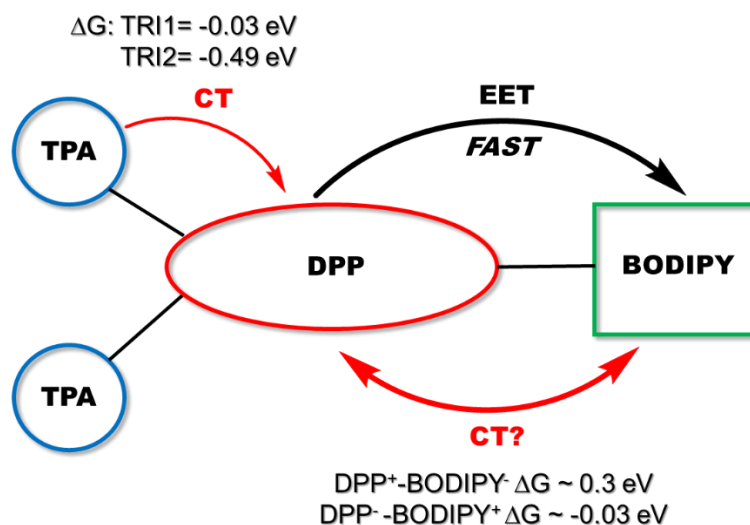 ΔG: TRI1= -0.03 eV
TRI2= -0.49 eV
CT
EET
FAST
TPA
DPP
BODIPY
TPA
CT?
DPP⁺-BODIPY⁻ ΔG ~ 0.3 eV
DPP⁻ -BODIPY⁺ ΔG ~ -0.03 eV